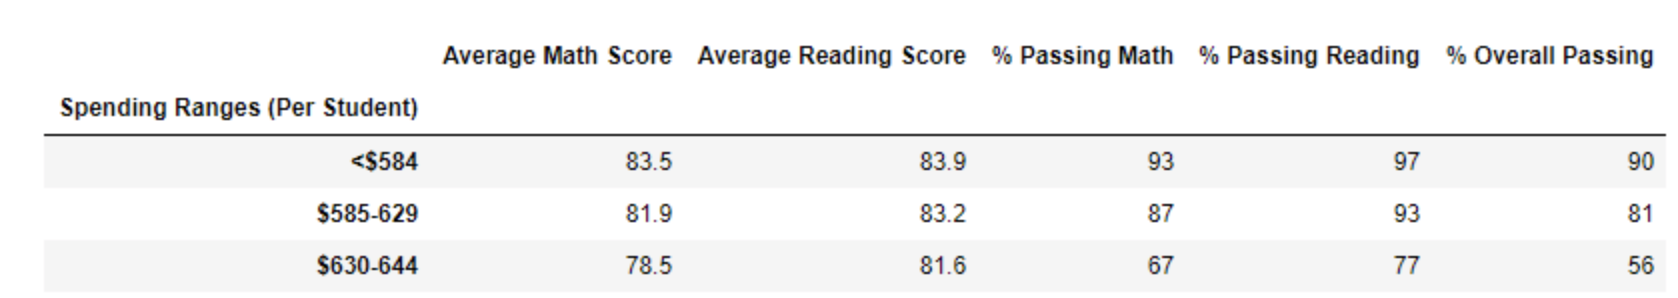 Average Math Score Average Reading Score % Passing Math % Passing Reading % Overall Passing
Spending Ranges (Per Student)
<$584 83.5 83.9 93 97 90
$585-629 81.9 83.2 87 93 81
$630-644 78.5 81.6 67 77 56